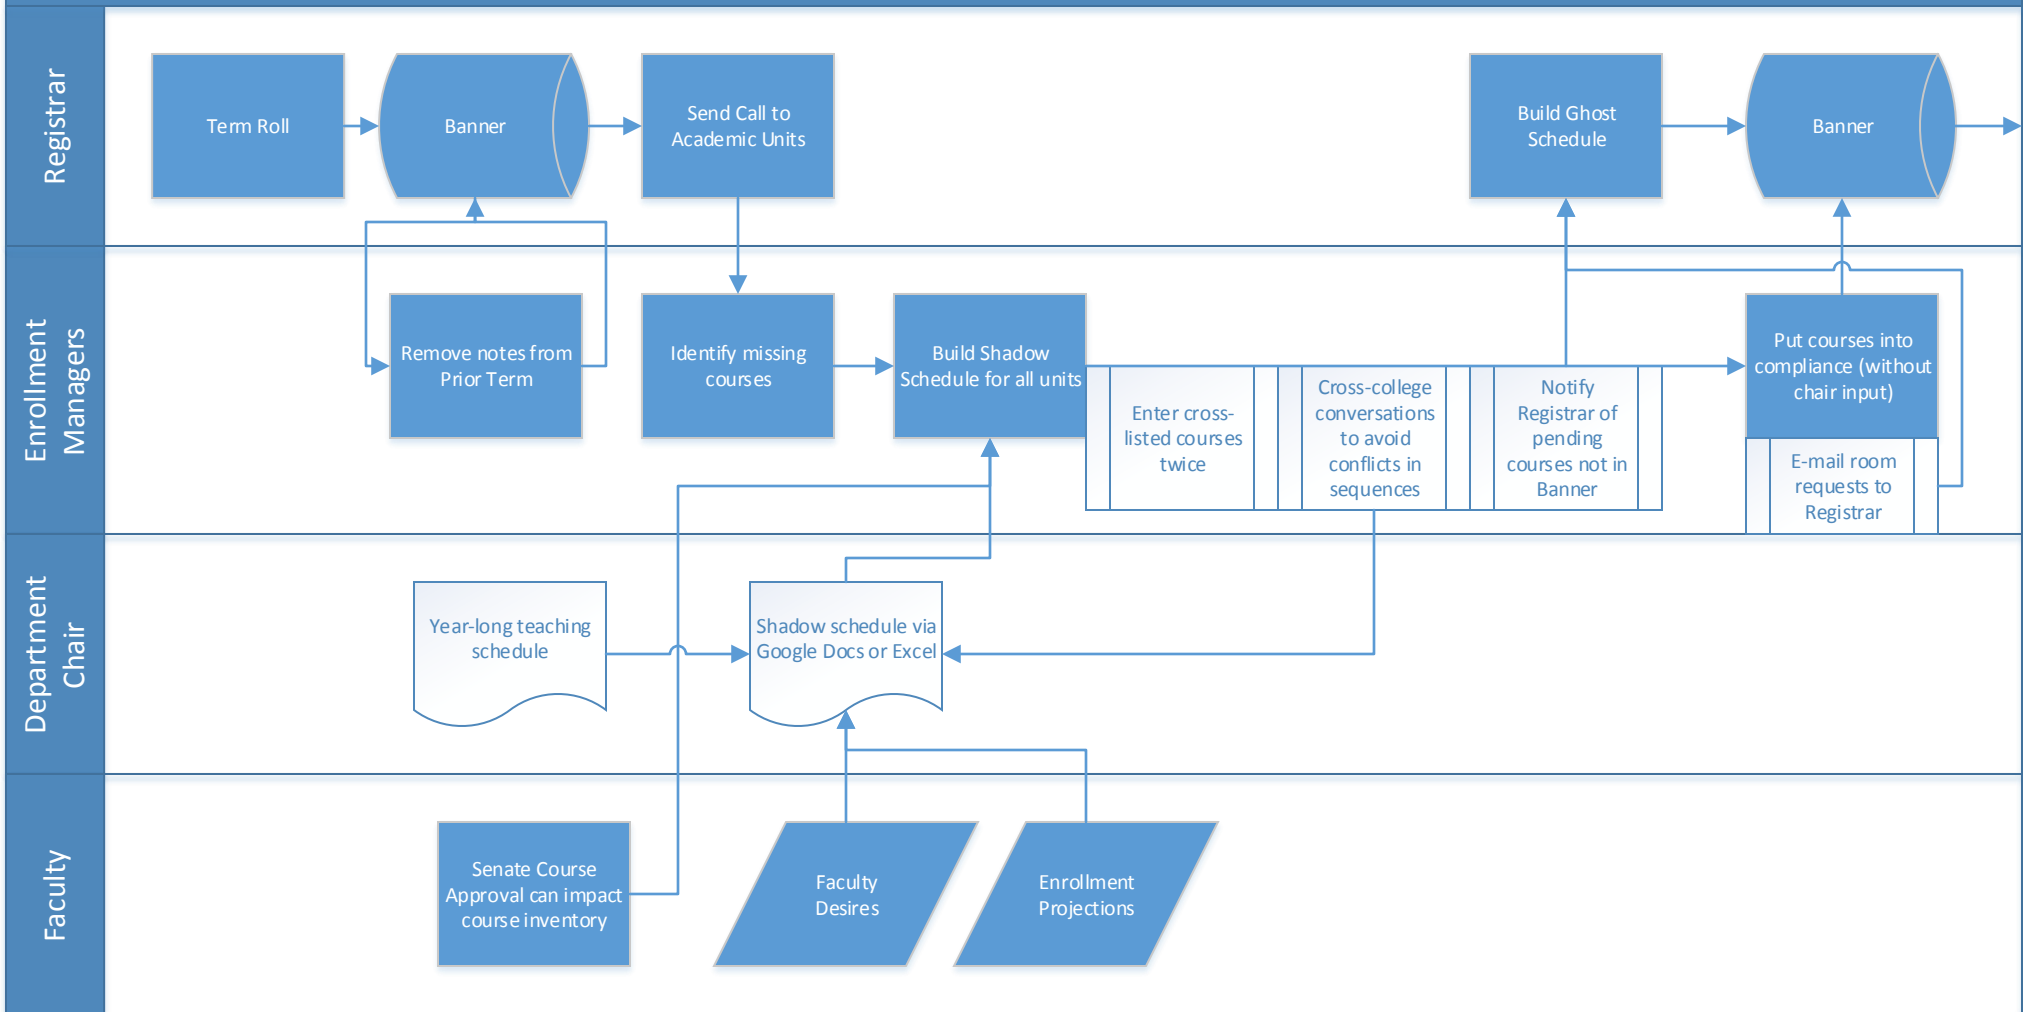 Registrar
Term Roll
Banner
Send Call to
Academic Units
Build Ghost
Schedule
Banner
Enrollment
Managers
Remove notes from
Prior Term
Identify missing
courses
Build Shadow
Schedule for all units
Enter cross-
listed courses
twice
Cross-college
conversations
to avoid
conflicts in
sequences
Notify
Registrar of
pending
courses not in
Banner
Put courses into
compliance (without
chair input)
E-mail room
requests to
Registrar
Department
Chair
Year-long teaching
schedule
Shadow schedule via
Google Docs or Excel
Faculty
Senate Course
Approval can impact
course inventory
Faculty
Desires
Enrollment
Projections